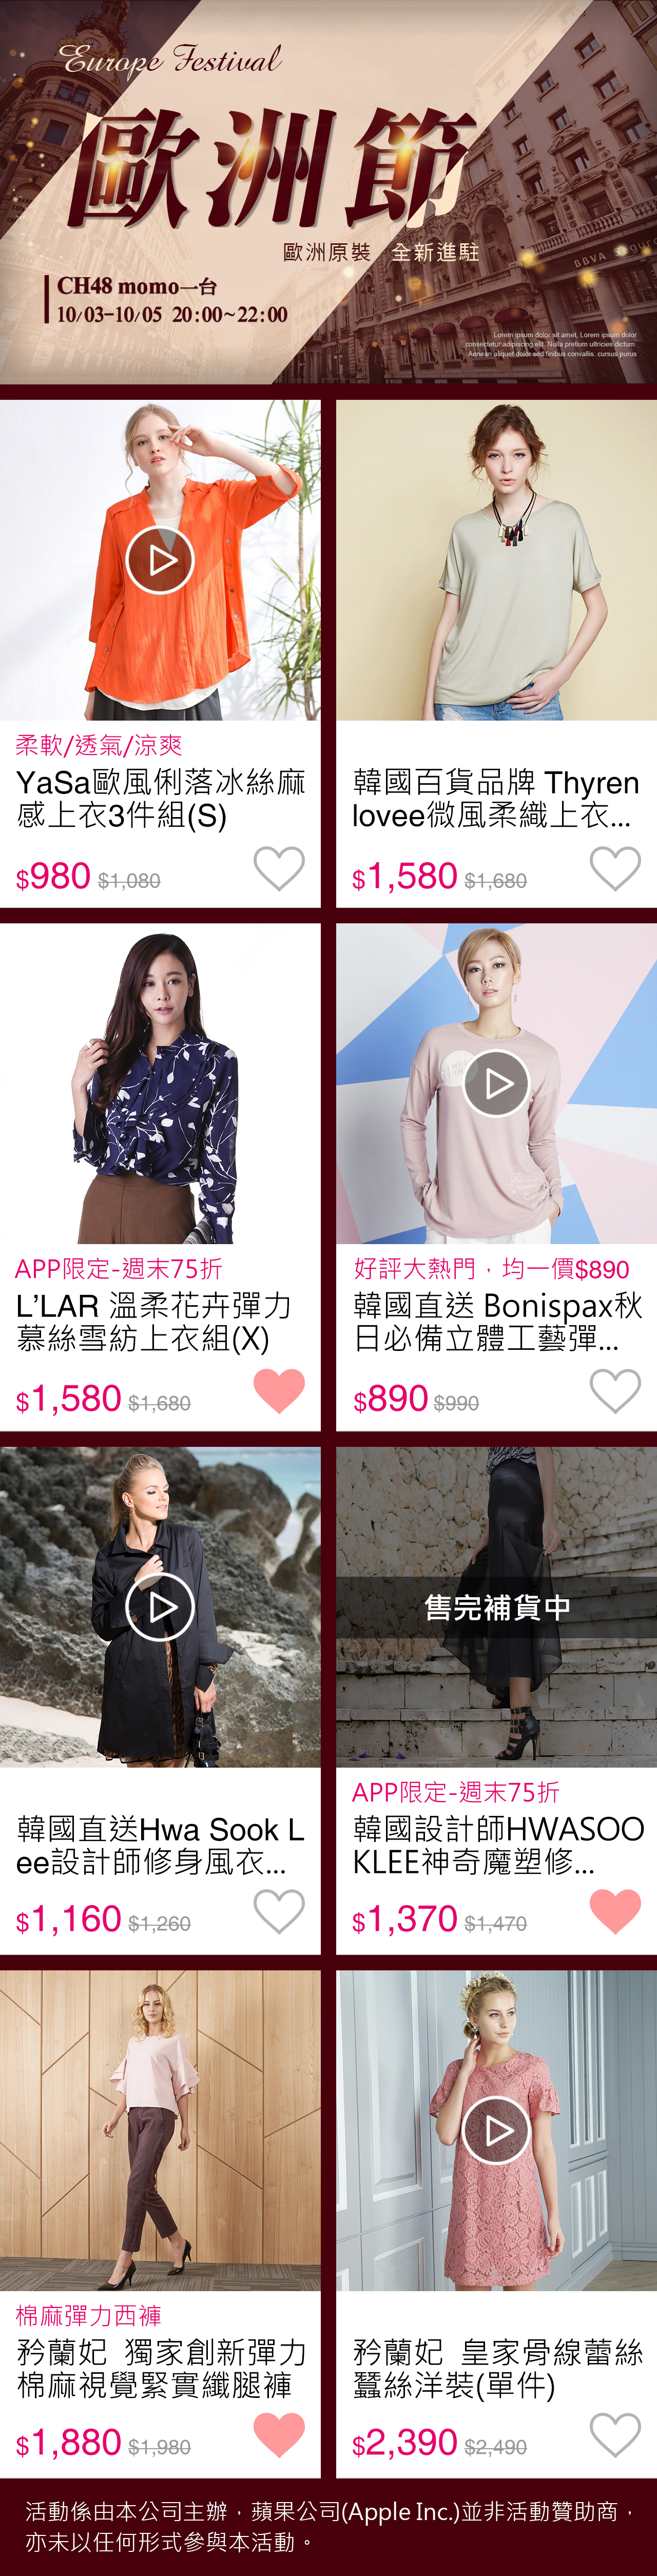 Europe Festival
歐洲節
歐洲原裝 全新進駐
CH48 momo一台
10/03-10/05 20:00~22:00
BBVA
Lorem ipsum dolor sit amet, Lorem ipsum dolor
consectetur adipiscing elit. Nulla pretium ultricies dictum.
Aenean aliquet dolor sed finibus convallis. cursus purus
柔軟/透氣/涼爽
YaSa歐風俐落冰絲麻
感上衣3件組(S)
$980 $1,080
韓國百貨品牌 Thyren
lovee微風柔織上衣...
$1,580 $1,680
APP限定-週末75折
L’LAR 溫柔花卉彈力
慕絲雪紡上衣組(X)
$1,580 $1,680
好評大熱門，均一價$890
韓國直送 Bonispax秋
日必備立體工藝彈...
$890 $990
韓國直送Hwa Sook L
ee設計師修身風衣...
$1,160 $1,260
售完補貨中
APP限定-週末75折
韓國設計師HWASOO
KLEE神奇魔塑修...
$1,370 $1,470
棉麻彈力西褲
矜蘭妃 獨家創新彈力
棉麻視覺緊實纖腿褲
$1,880 $1,980
矜蘭妃 皇家骨線蕾絲
蠶絲洋裝(單件)
$2,390 $2,490
活動係由本公司主辦，蘋果公司(Apple Inc.)並非活動贊助商，
亦未以任何形式參與本活動。